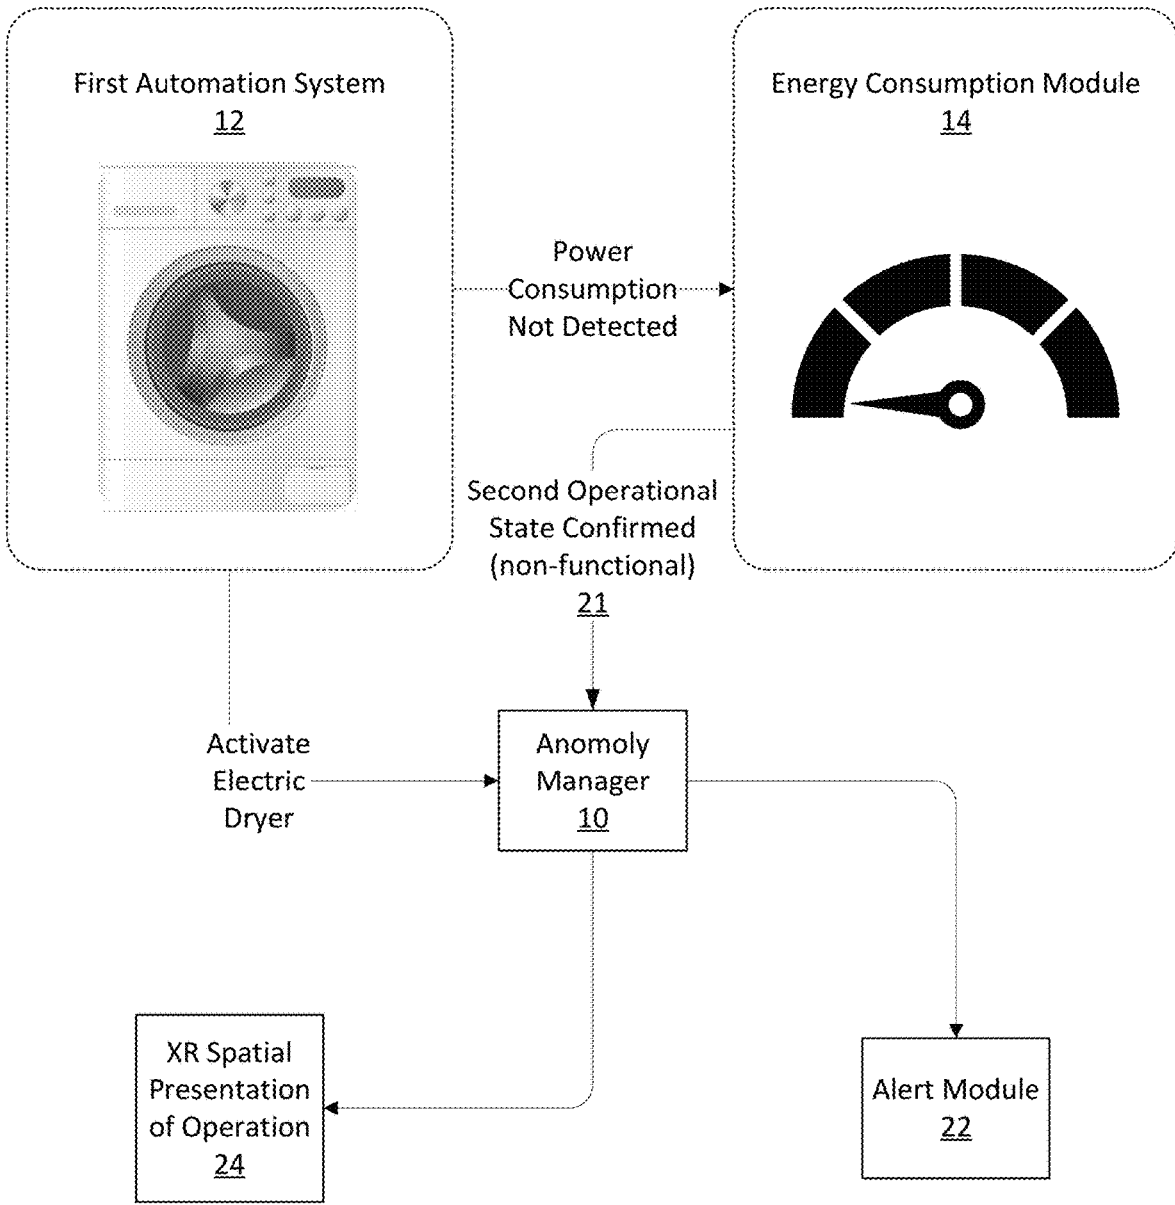 First Automation System
12
Energy Consumption Module
14
Power
Consumption
Not Detected
Second Operational
State Confirmed
(non-functional)
21
Activate
Electric
Dryer
Anomoly
Manager
10
XR Spatial
Presentation
of Operation
24
Alert Module
22